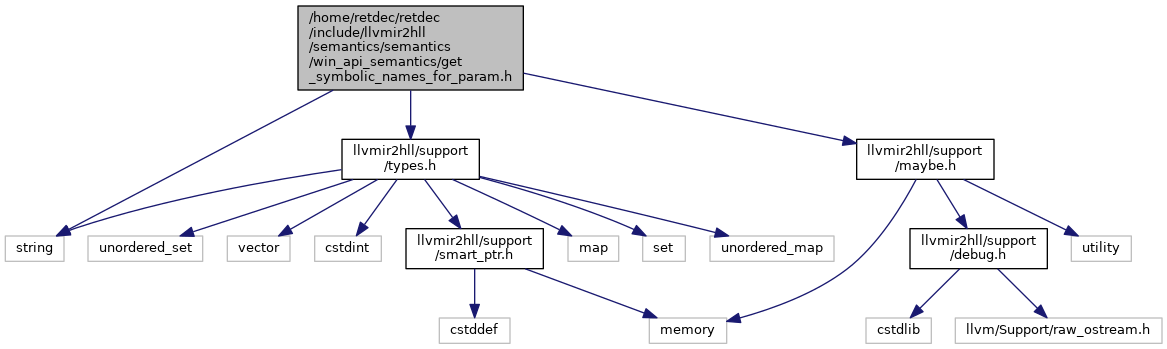 /home/retdec/retdec
/include/llvmir2hll
/semantics/semantics
/win_api_semantics/get
_symbolic_names_for_param.h
llvmir2hll/support
/types.h
llvmir2hll/support
/maybe.h
string
unordered_set
vector
cstdint
llvmir2hll/support
/smart_ptr.h
map
set
unordered_map
llvmir2hll/support
/debug.h
utility
cstddef
memory
cstdlib
llvm/Support/raw_ostream.h